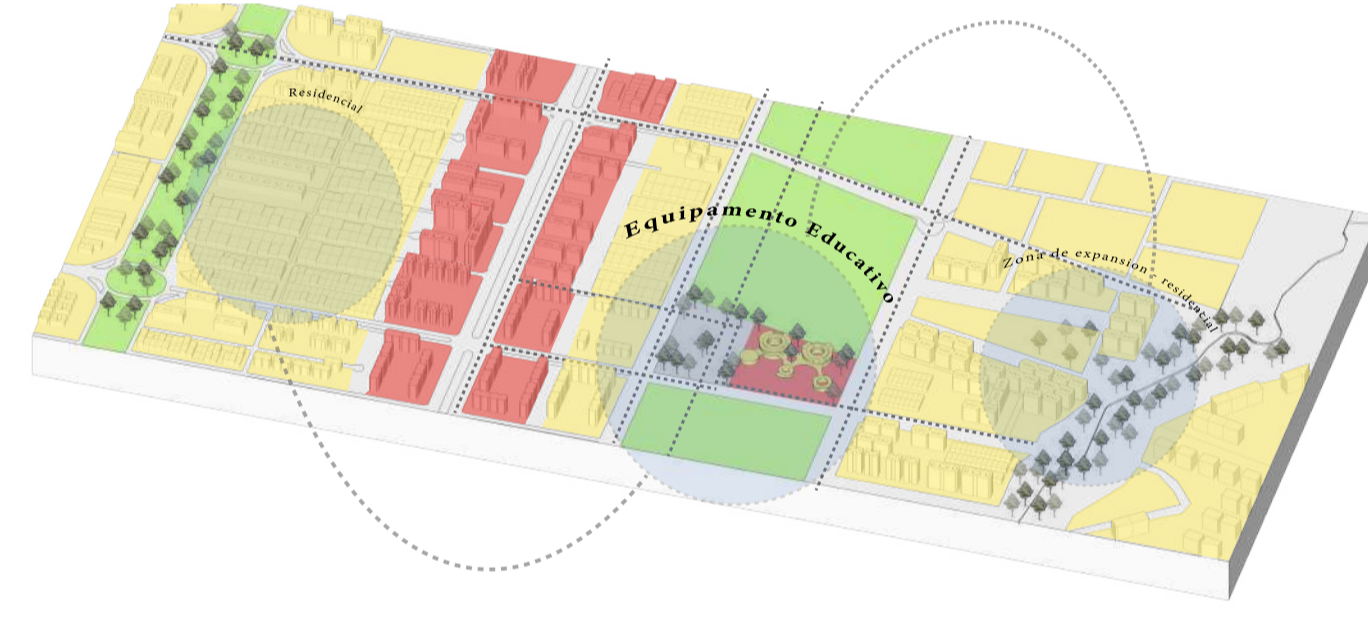 Residencial
Equipamento Educativo
Zona de expansion - residencial